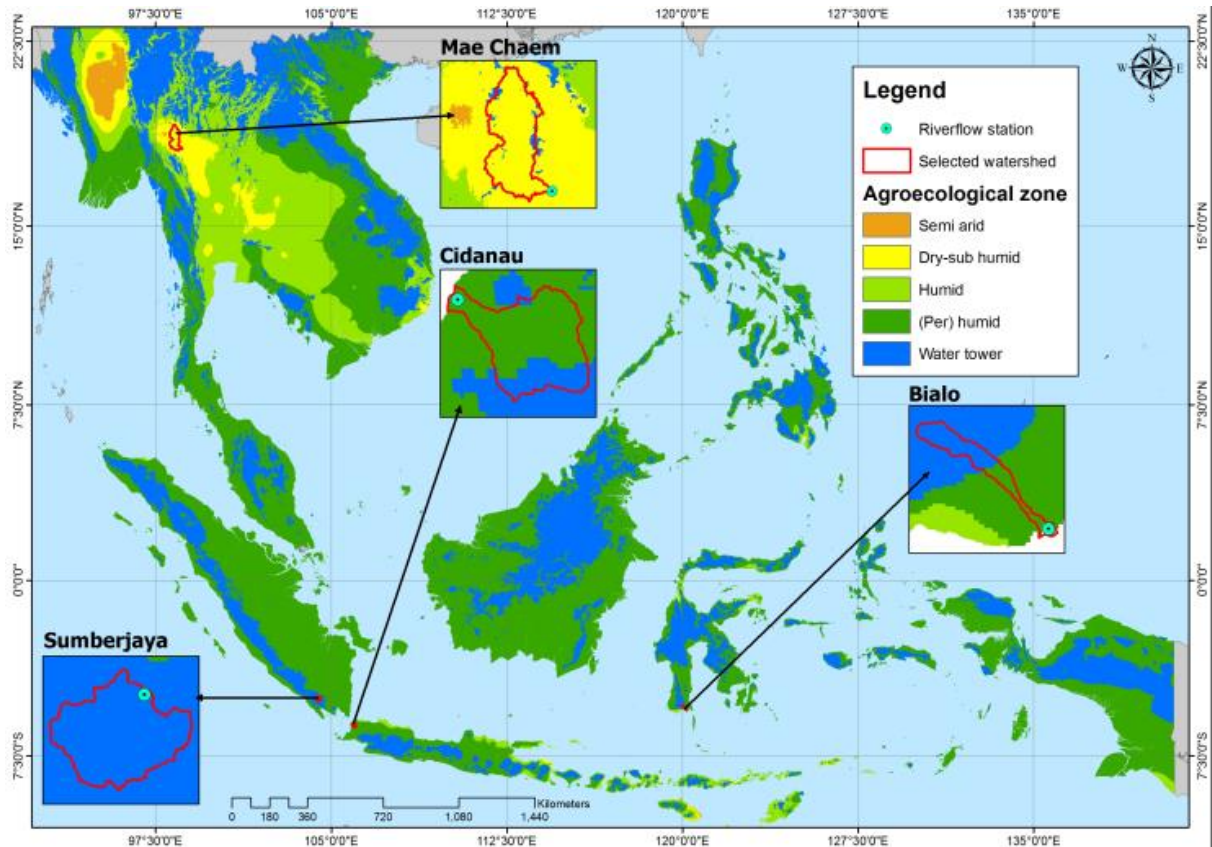 97°30'0"E 105°0'0"E 112°30'0"E 120°0'0"E 127°30'0"E 135°0'0"E
22°30'0"N
22°30'0"N
Mae Chaem
N
W E
S
Legend
Riverflow station
Selected watershed
Agroecological zone
Semi arid
Dry-sub humid
Humid
(Per) humid
Water tower
15°0'0"N
15°0'0"N
Cidanau
7°30'0"N
7°30'0"N
Bialo
0°0'0"
0°0'0"
Sumberjaya
7°30'0"S
7°30'0"S
Kilometers
0 180 360 720 1,080 1,440
97°30'0"E 105°0'0"E 112°30'0"E 120°0'0"E 127°30'0"E 135°0'0"E